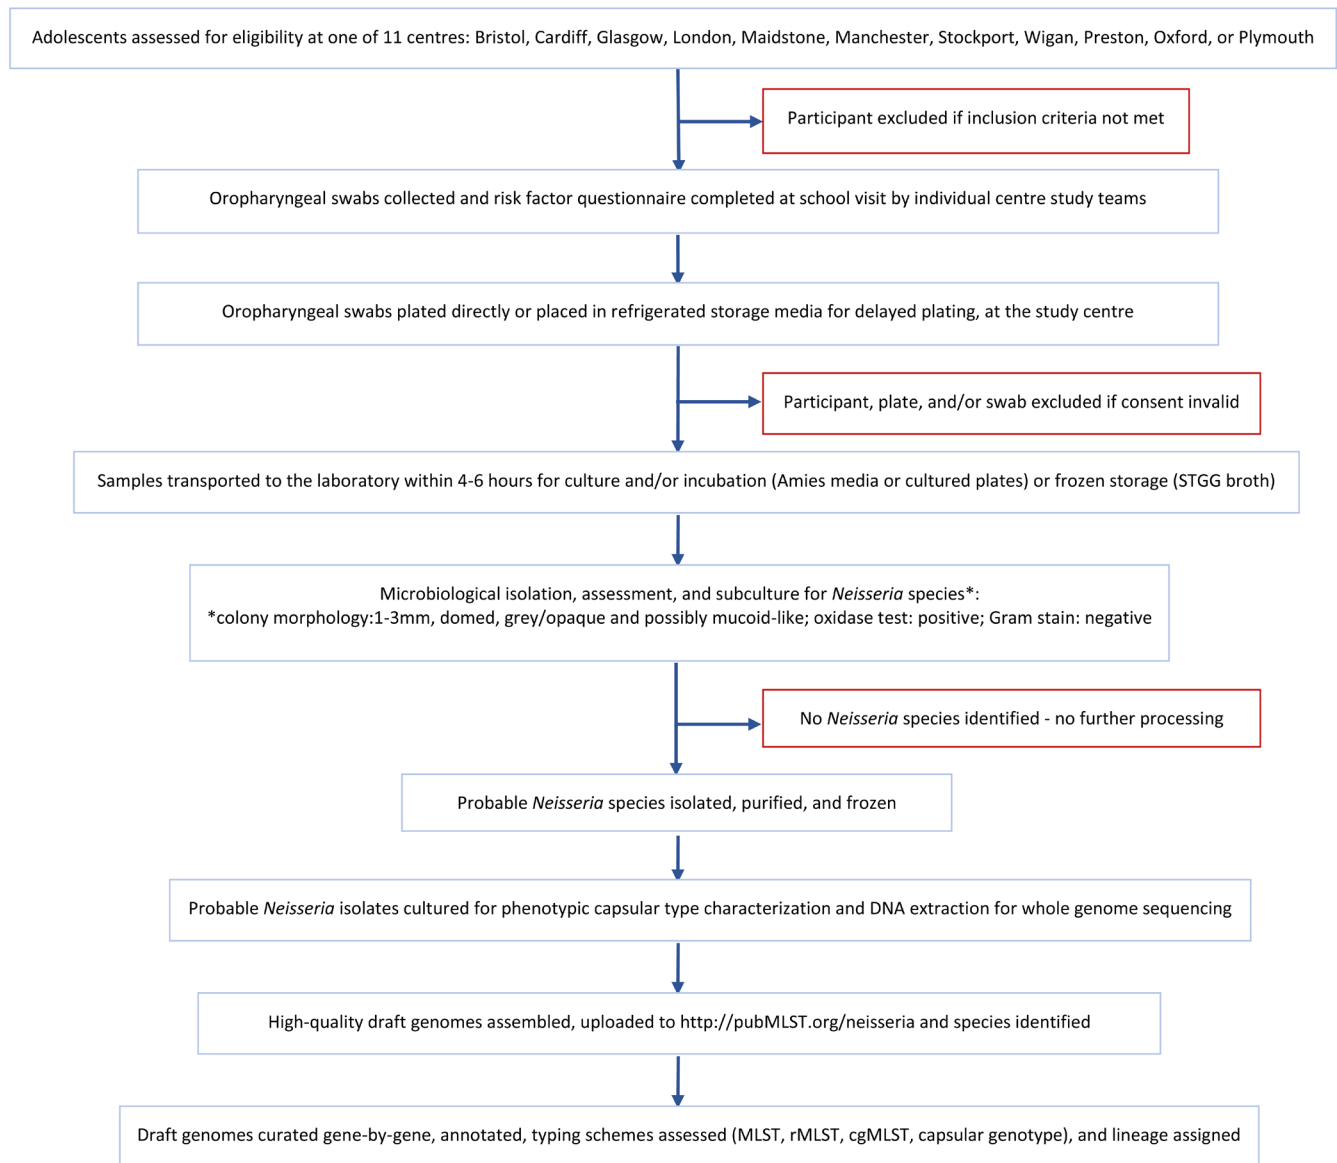 Adolescents assessed for eligibility at one of 11 centres: Bristol, Cardiff, Glasgow, London, Maidstone, Manchester, Stockport, Wigan, Preston, Oxford, or Plymouth
Participant excluded if inclusion criteria not met
Oropharyngeal swabs collected and risk factor questionnaire completed at school visit by individual centre study teams
Oropharyngeal swabs plated directly or placed in refrigerated storage media for delayed plating, at the study centre
Participant, plate, and/or swab excluded if consent invalid
Samples transported to the laboratory within 4-6 hours for culture and/or incubation (Amies media or cultured plates) or frozen storage (STGG broth)
Microbiological isolation, assessment, and subculture for Neisseria species*:
*colony morphology:1-3mm, domed, grey/opaque and possibly mucoid-like; oxidase test: positive; Gram stain: negative
No Neisseria species identified - no further processing
Probable Neisseria species isolated, purified, and frozen
Probable Neisseria isolates cultured for phenotypic capsular type characterization and DNA extraction for whole genome sequencing
High-quality draft genomes assembled, uploaded to http://pubMLST.org/neisseria and species identified
Draft genomes curated gene-by-gene, annotated, typing schemes assessed (MLST, rMLST, cgMLST, capsular genotype), and lineage assigned